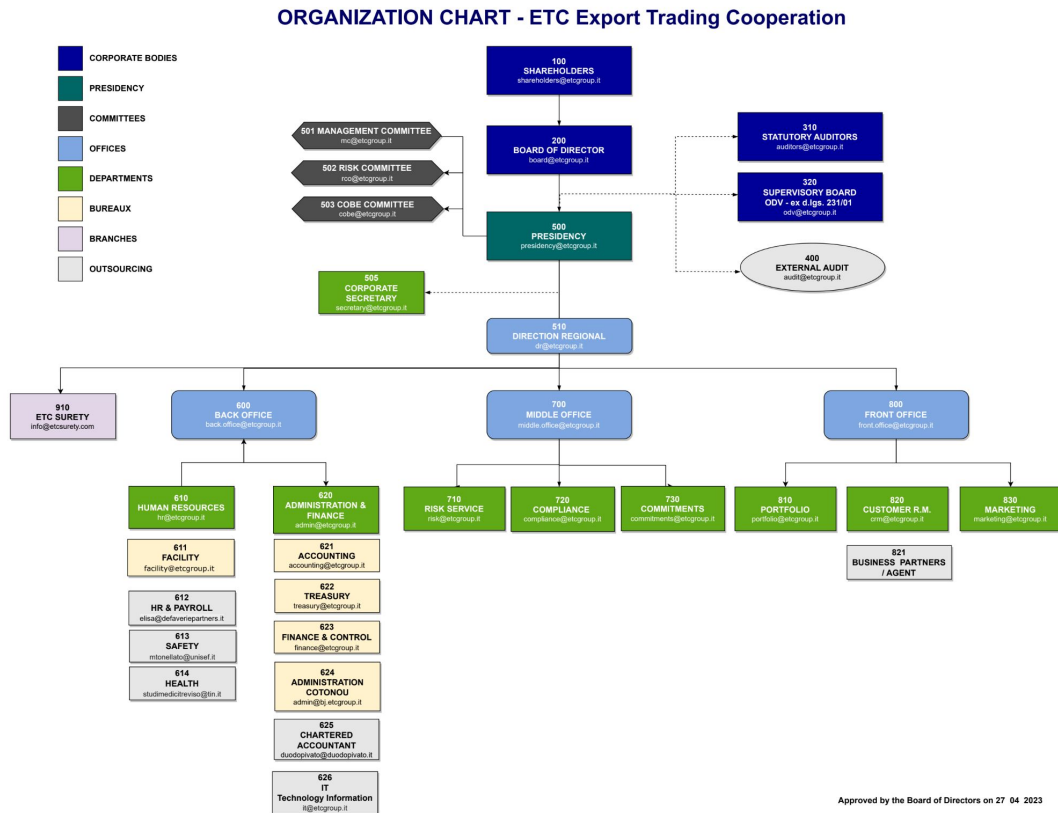 ORGANIZATION CHART - ETC Export Trading Cooperation
CORPORATE BODIES
PRESIDENCY
COMMITTEES
OFFICES
DEPARTMENTS
BUREAUX
BRANCHES
OUTSOURCING
100
SHAREHOLDERS
shareholders@etcgroup.it
501 MANAGEMENT COMMITTEE
mc@etcgroup.it
502 RISK COMMITTEE
rco@etcgroup.it
503 COBE COMMITTEE
cobe@etcgroup.it
200
BOARD OF DIRECTOR
board@etcgroup.it
310
STATUTORY AUDITORS
auditors@etcgroup.it
320
SUPERVISORY BOARD
ODV - ex d.lgs. 231/01
odv@etcgroup.it
500
PRESIDENCY
presidency@etcgroup.it
400
EXTERNAL AUDIT
audit@etcgroup.it
505
CORPORATE
SECRETARY
secretary@etcgroup.it
510
DIRECTION REGIONAL
dr@etcgroup.it
910
ETC SURETY
info@etcsurety.com
600
BACK OFFICE
back.office@etcgroup.it
700
MIDDLE OFFICE
middle.office@etcgroup.it
800
FRONT OFFICE
front.office@etcgroup.it
610
HUMAN RESOURCES
hr@etcgroup.it
611
FACILITY
facility@etcgroup.it
612
HR & PAYROLL
elisa@defaveriepartners.it
613
SAFETY
mtonellato@unisef.it
614
HEALTH
studimedicitreviso@tin.it
620
ADMINISTRATION &
FINANCE
admin@etcgroup.it
621
ACCOUNTING
accounting@etcgroup.it
622
TREASURY
treasury@etcgroup.it
623
FINANCE & CONTROL
finance@etcgroup.it
624
ADMINISTRATION
COTONOU
admin@bj.etcgroup.it
625
CHARTERED
ACCOUNTANT
duodopivato@duodopivato.it
626
IT
Technology Information
it@etcgroup.it
710
RISK SERVICE
risk@etcgroup.it
720
COMPLIANCE
compliance@etcgroup.it
730
COMMITMENTS
commitments@etcgroup.it
810
PORTFOLIO
portfolio@etcgroup.it
820
CUSTOMER R.M.
crm@etcgroup.it
821
BUSINESS PARTNERS
/ AGENT
830
MARKETING
marketing@etcgroup.it
Approved by the Board of Directors on 27 04 2023